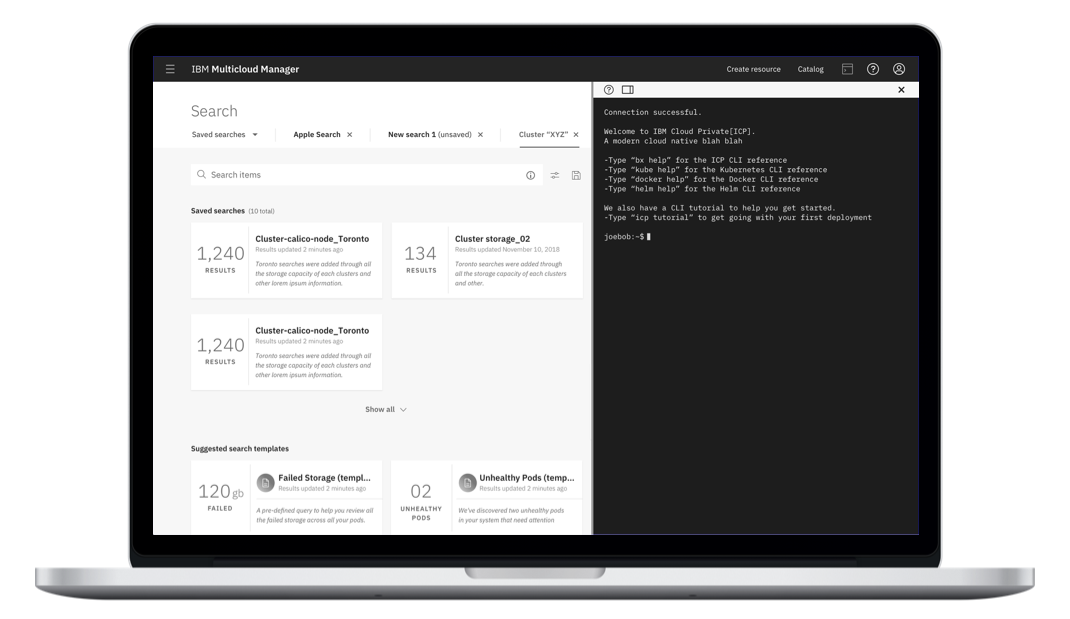 IBM Multicloud Manager
Create resource
Catalog
Search
Saved searches
Apple Search ×
New search 1 (unsaved) ×
Cluster “XYZ” ×
Search items
Saved searches (10 total)
1,240
RESULTS
Cluster-calico-node_Toronto
Results updated 2 minutes ago
Toronto searches were added through all
the storage capacity of each clusters and
other lorem ipsum information.
134
RESULTS
Cluster storage_02
Results updated November 10, 2018
Toronto searches were added through
all the storage capacity of each clusters
and other.
1,240
RESULTS
Cluster-calico-node_Toronto
Results updated 2 minutes ago
Toronto searches were added through all
the storage capacity of each clusters and
other lorem ipsum information.
Show all
Suggested search templates
120 gb
FAILED
Failed Storage (templ...
Results updated 2 minutes ago
A pre-defined query to help you review all
the failed storage across all your pods.
02
UNHEALTHY
PODS
Unhealthy Pods (temp...
Results updated 2 minutes ago
We've discovered two unhealthy pods
in your system that need attention
Connection successful.
Welcome to IBM Cloud Private[ICP].
A modern cloud native blah blah
-Type “bx help” for the ICP CLI reference
-Type “kube help” for the Kubernetes CLI reference
-Type “docker help” for the Docker CLI reference
-Type “helm help” for the Helm CLI reference
We also have a CLI tutorial to help you get started.
-Type “icp tutorial” to get going with your first deployment
joebob:~$